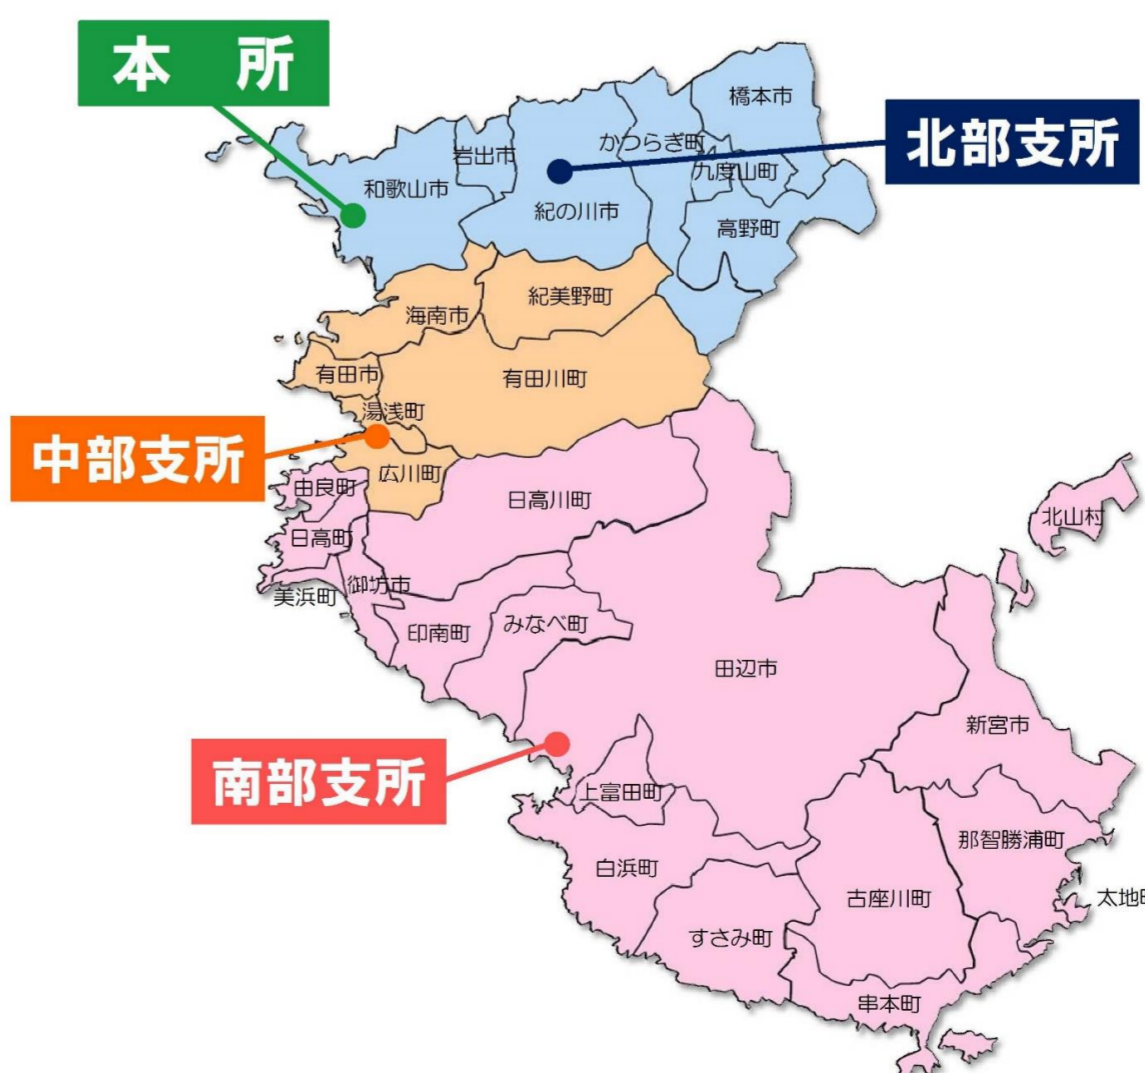 本 所
橋本市
かつらぎ町
北部支所
岩出市
九度山町
和歌山市
紀の川市
高野町
紀美野町
海南市
有田市
有田川町
湯浅町
中部支所
広川町
由良町
日高川町
北山村
日高町
御坊市
美浜町
印南町
みなべ町
田辺市
新宮市
南部支所
上富田町
那智勝浦町
白浜町
古座川町
太地町
すさみ町
串本町